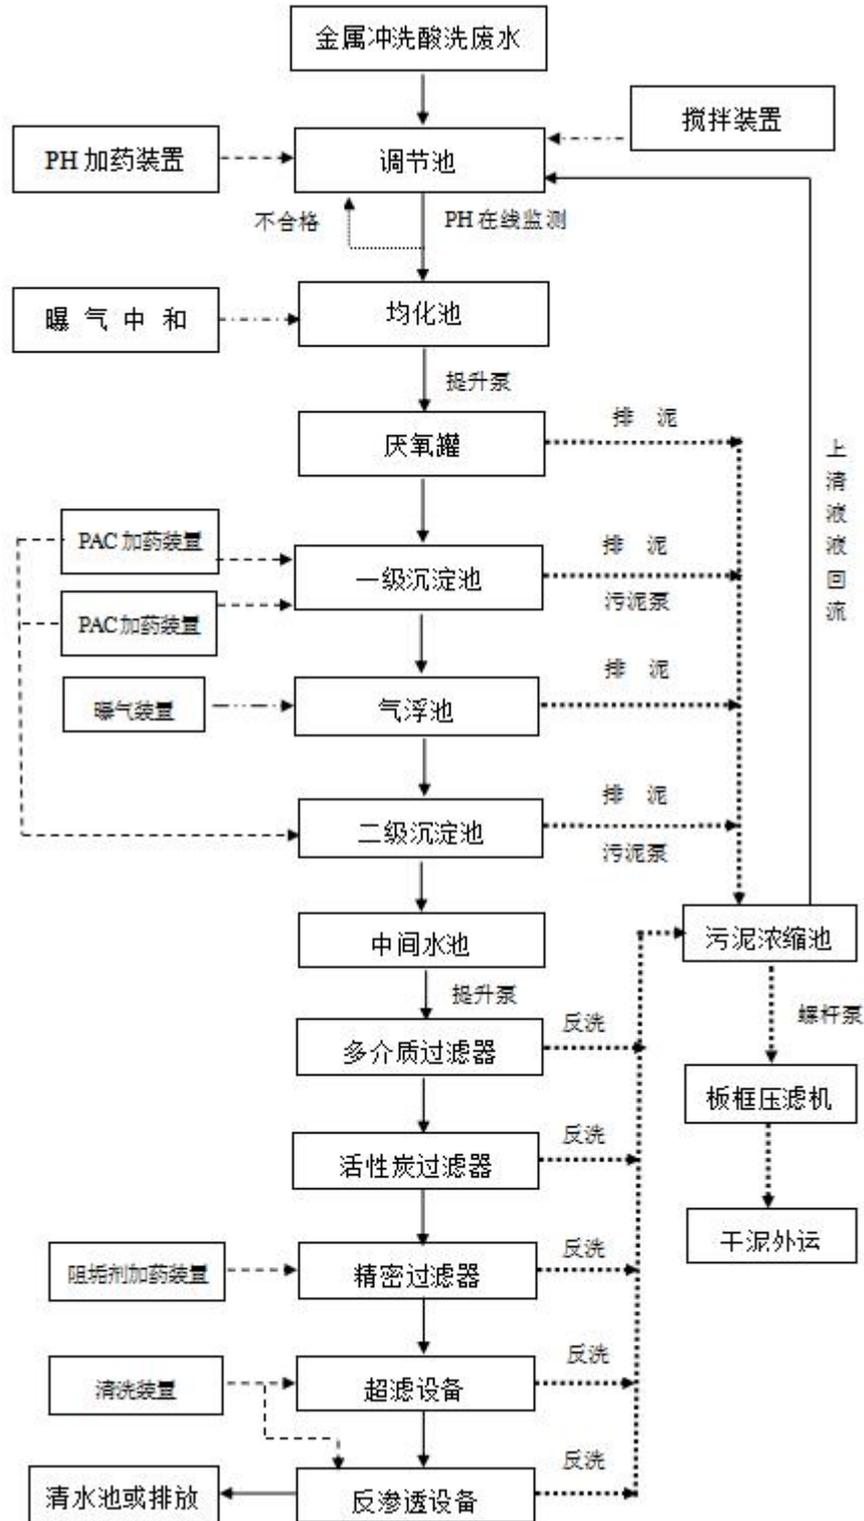 金属冲洗酸洗废水
搅拌装置
PH 加药装置
调节池
不合格
PH 在线监测
曝 气 中 和
均化池
提升泵
排 泥
厌氧罐
上清液液回流
PAC 加药装置
排 泥
一级沉淀池
污泥泵
PAC 加药装置
排 泥
曝气装置
气浮池
排 泥
二级沉淀池
污泥泵
中间水池
污泥浓缩池
提升泵
反洗
螺杆泵
多介质过滤器
板框压滤机
反洗
活性炭过滤器
干泥外运
反洗
阻垢剂加药装置
精密过滤器
反洗
清洗装置
超滤设备
反洗
清水池或排放
反渗透设备